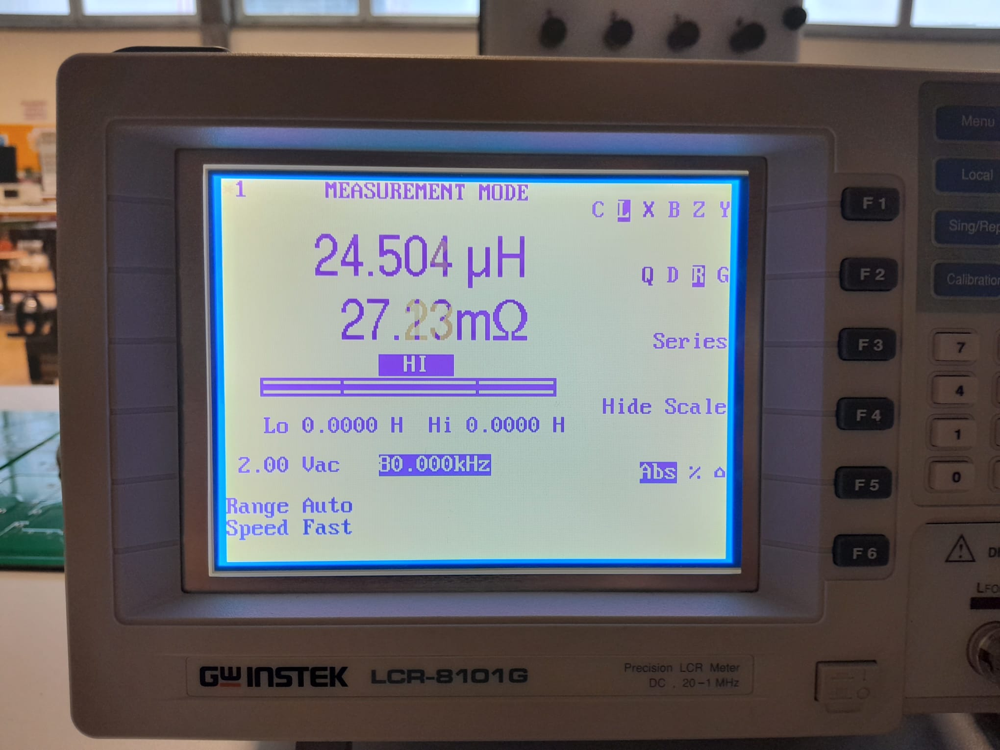 1 MEASUREMENT MODE
C L X B Z Y
24.504 µH
Q D R G
27.23mΩ
Series
HI
Hide Scale
Lo 0.0000 H Hi 0.0000 H
2.00 Vac 80.000kHz
Abs % △
Range Auto
Speed Fast
F 1
F 2
F 3
F 4
F 5
F 6
Menu
Local
Sing/Rep
Calibration
7
4
1
0
GW INSTEK LCR-8101G
Precision LCR Meter
DC , 20-1 MHz